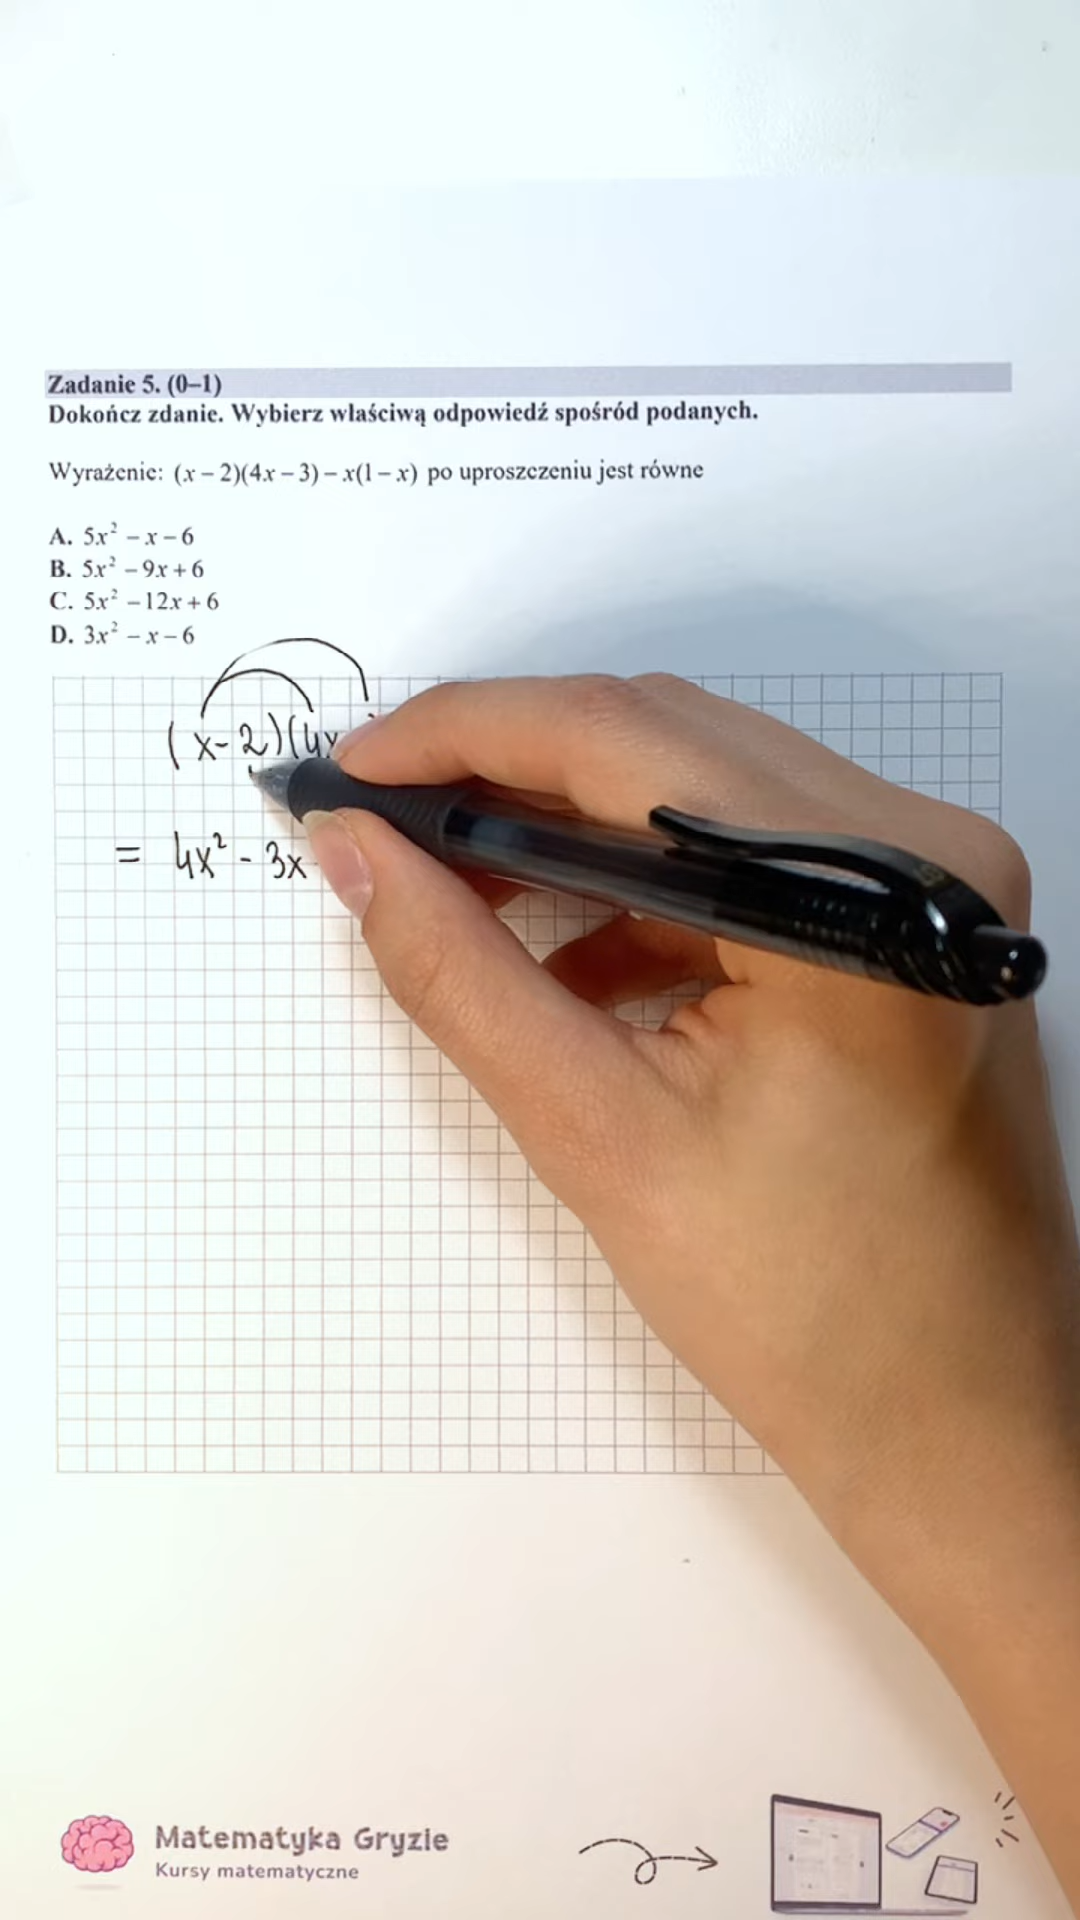 Zadanie 5. (0–1)
Dokończ zdanie. Wybierz właściwą odpowiedź spośród podanych.
Wyrażenie: (x – 2)(4x – 3) – x(1 – x) po uproszczeniu jest równe
A. 5x² – x – 6
B. 5x² – 9x + 6
C. 5x² – 12x + 6
D. 3x² – x – 6
(x-2)(4x
= 4x² - 3x
Matematyka Gryzie
Kursy matematyczne